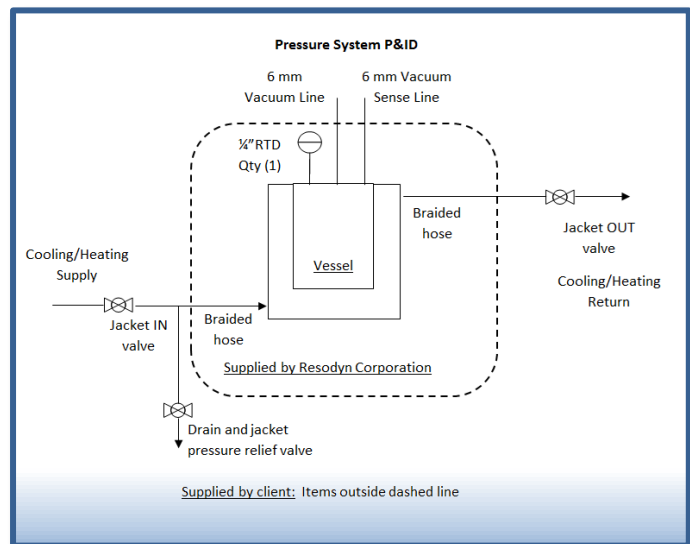 Pressure System P&ID
6 mm
Vacuum Line
6 mm Vacuum
Sense Line
¼”RTD
Qty (1)
Braided
hose
Jacket OUT
valve
Cooling/Heating
Return
Vessel
Cooling/Heating
Supply
Jacket IN
valve
Braided
hose
Supplied by Resodyn Corporation
Drain and jacket
pressure relief valve
Supplied by client: Items outside dashed line